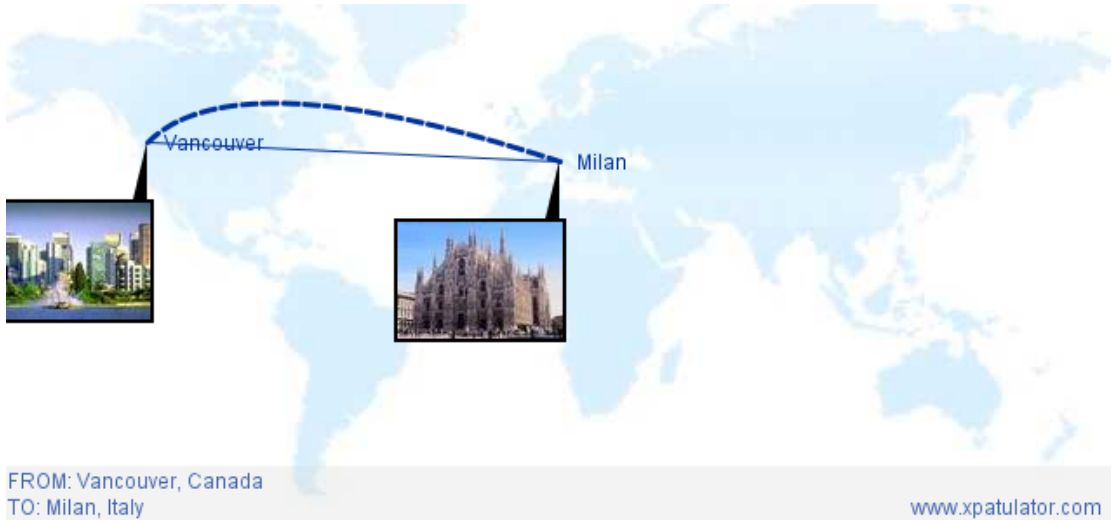 Vancouver
Milan
FROM: Vancouver, Canada
TO: Milan, Italy
www.xpatulator.com